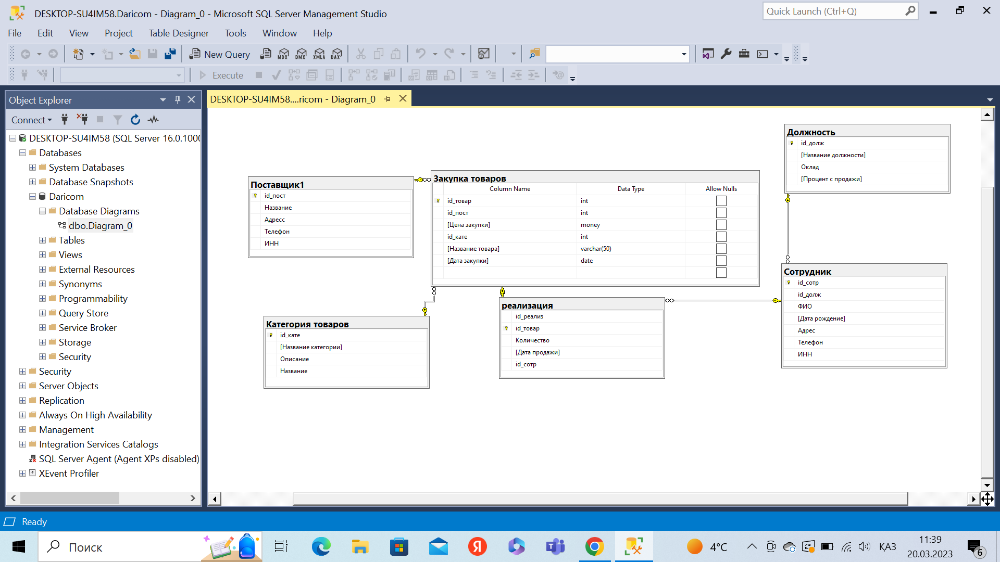 DESKTOP-SU4IM58.Daricom - Diagram_0 - Microsoft SQL Server Management Studio
Quick Launch (Ctrl+Q)
File Edit View Project Table Designer Tools Window Help
New Query
MDX DMX XMLA DAX
Execute
Object Explorer
DESKTOP-SU4IM58....ricom - Diagram_0
Connect
DESKTOP-SU4IM58 (SQL Server 16.0.1000
Databases
System Databases
Database Snapshots
Daricom
Database Diagrams
dbo.Diagram_0
Tables
Views
External Resources
Synonyms
Programmability
Query Store
Service Broker
Storage
Security
Security
Server Objects
Replication
Always On High Availability
Management
Integration Services Catalogs
SQL Server Agent (Agent XPs disabled)
XEvent Profiler
Поставщик1
id_пост
Название
Адресс
Телефон
ИНН
Закупка товаров
Column Name Data Type Allow Nulls
id_товар int
id_пост int
[Цена закупки] money
id_кате int
[Название товара] varchar(50)
[Дата закупки] date
Должность
id_долж
[Название должности]
Оклад
[Процент с продажи]
Категория товаров
id_кате
[Название категории]
Описание
Название
реализация
id_реализ
id_товар
Количество
[Дата продажи]
id_сотр
Сотрудник
id_сотр
id_долж
ФИО
[Дата рождение]
Адрес
Телефон
ИНН
Ready
Поиск
Я
4°C
ҚАЗ
11:39
20.03.2023
6